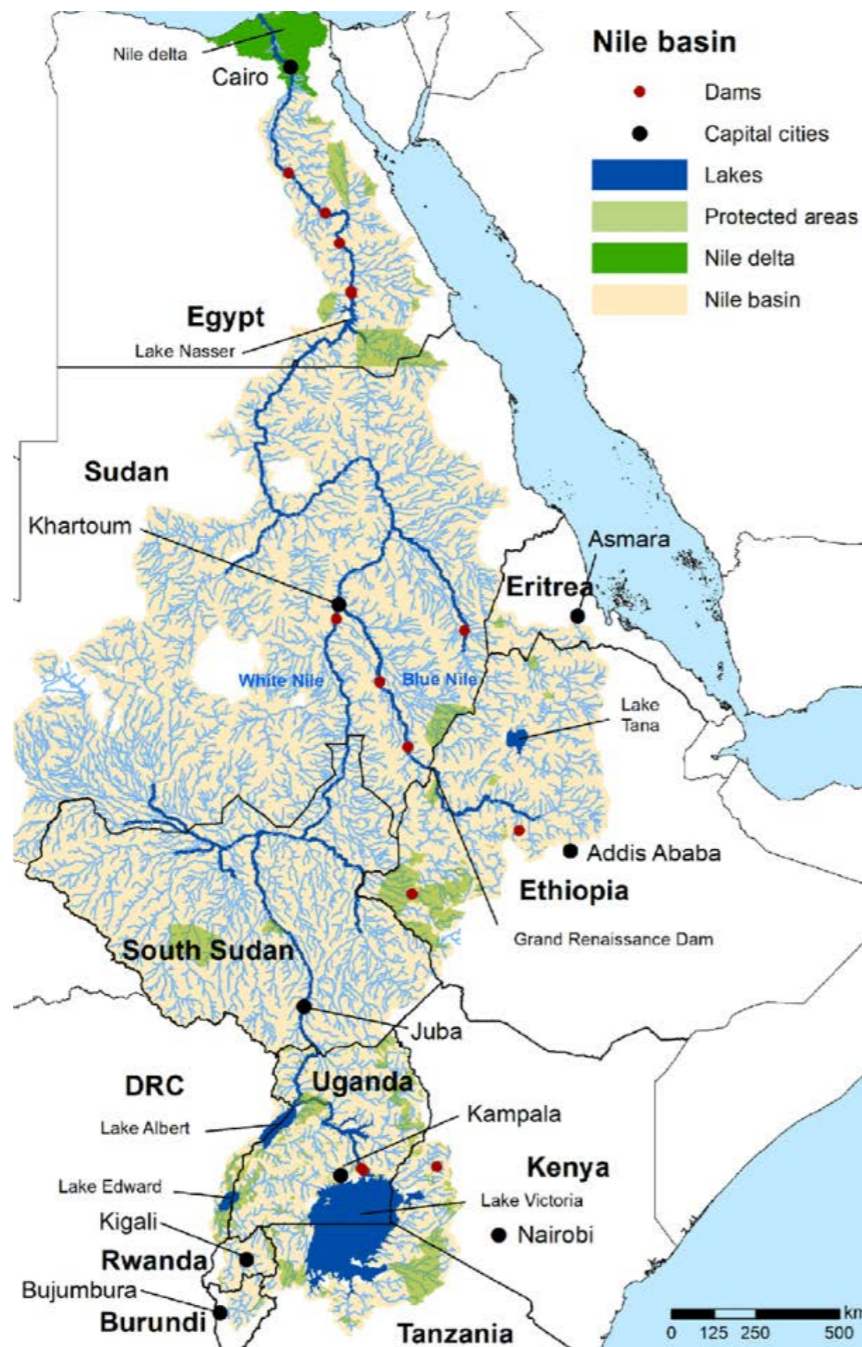 Nile delta
Cairo
Nile basin
Dams
Capital cities
Lakes
Protected areas
Nile delta
Nile basin
Egypt
Lake Nasser
Sudan
Khartoum
Asmara
Eritrea
White Nile
Blue Nile
Lake
Tana
Addis Ababa
Ethiopia
Grand Renaissance Dam
South Sudan
Juba
DRC
Uganda
Lake Albert
Kampala
Kenya
Lake Edward
Lake Victoria
Kigali
Nairobi
Rwanda
Bujumbura
Burundi
Tanzania
km
0 125 250 500